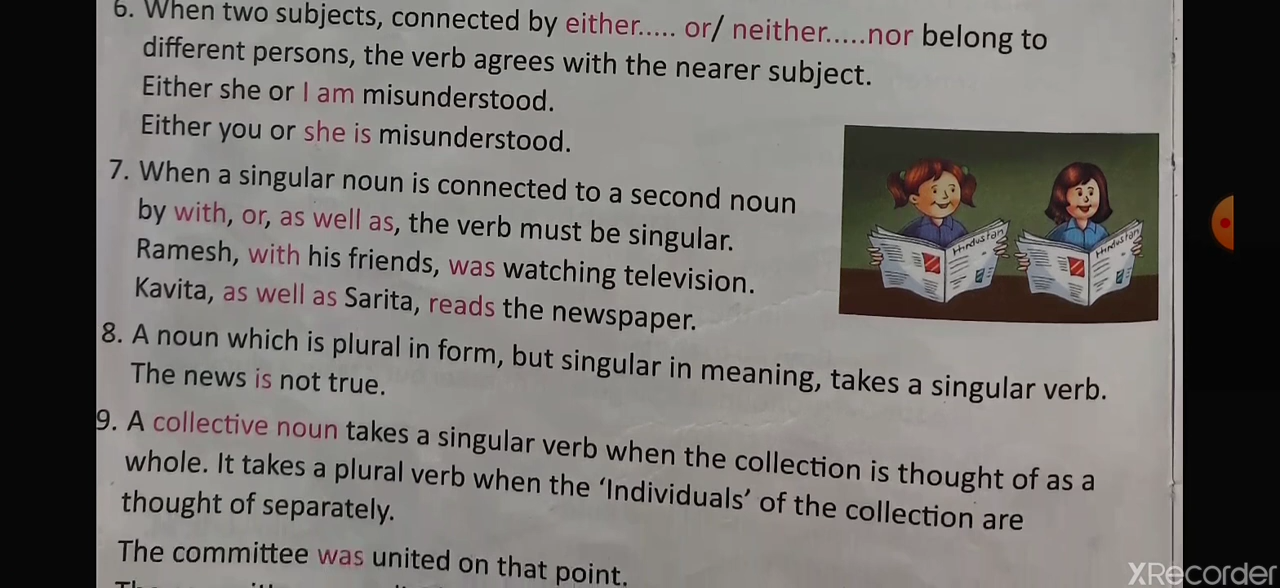 6. When two subjects, connected by either..... or/ neither.....nor belong to
different persons, the verb agrees with the nearer subject.
Either she or I am misunderstood.
Either you or she is misunderstood.
7. When a singular noun is connected to a second noun
by with, or, as well as, the verb must be singular.
Ramesh, with his friends, was watching television.
Kavita, as well as Sarita, reads the newspaper.
Hindustan
Hindustan
8. A noun which is plural in form, but singular in meaning, takes a singular verb.
The news is not true.
9. A collective noun takes a singular verb when the collection is thought of as a
whole. It takes a plural verb when the ‘Individuals’ of the collection are
thought of separately.
The committee was united on that point.
XRecorder